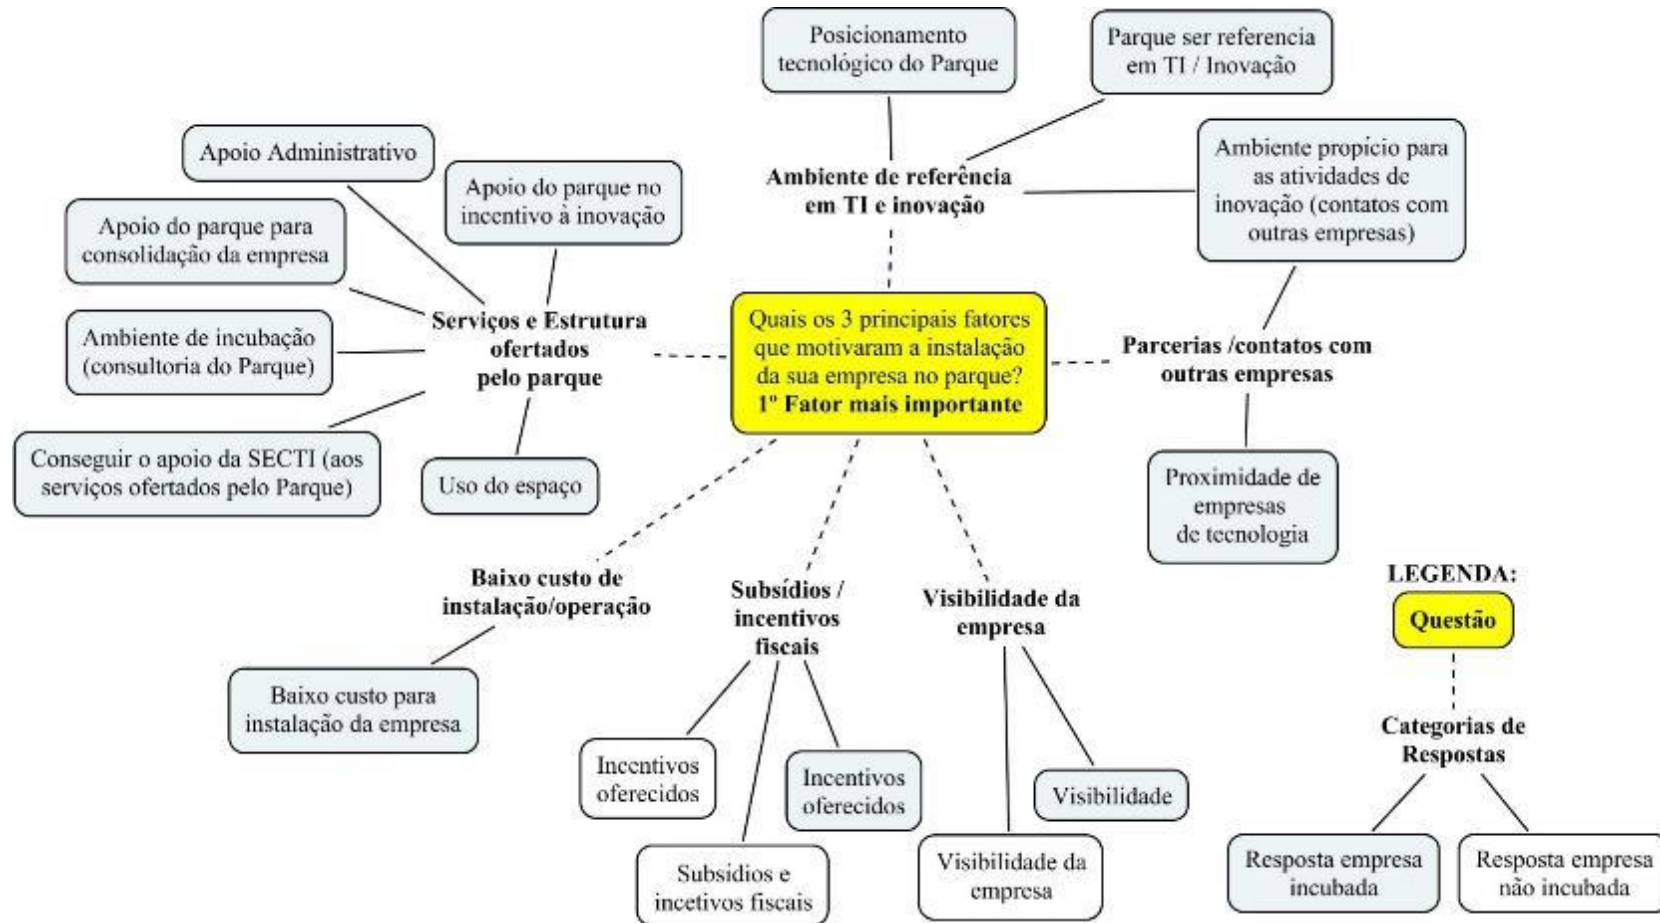 Posicionamento
tecnológico do Parque
Parque ser referencia
em TI / Inovação
Apoio Administrativo
Apoio do parque no
incentivo à inovação
Ambiente de referência
em TI e inovação
Ambiente propício para
as atividades de
inovação (contatos com
outras empresas)
Apoio do parque para
consolidação da empresa
Ambiente de incubação
(consultoria do Parque)
Serviços e Estrutura
ofertados
pelo parque
Quais os 3 principais fatores
que motivaram a instalação
da sua empresa no parque?
1º Fator mais importante
Parcerias /contatos com
outras empresas
Conseguir o apoio da SECTI (aos
serviços ofertados pelo Parque)
Uso do espaço
Proximidade de
empresas
de tecnologia
Baixo custo de
instalação/operação
Subsídios /
incentivos
fiscais
Visibilidade da
empresa
Baixo custo para
instalação da empresa
Incentivos
oferecidos
Incentivos
oferecidos
Visibilidade
Subsídios e
incetivos fiscais
Visibilidade da
empresa
LEGENDA:
Questão
Categorias de
Respostas
Resposta empresa
incubada
Resposta empresa
não incubada